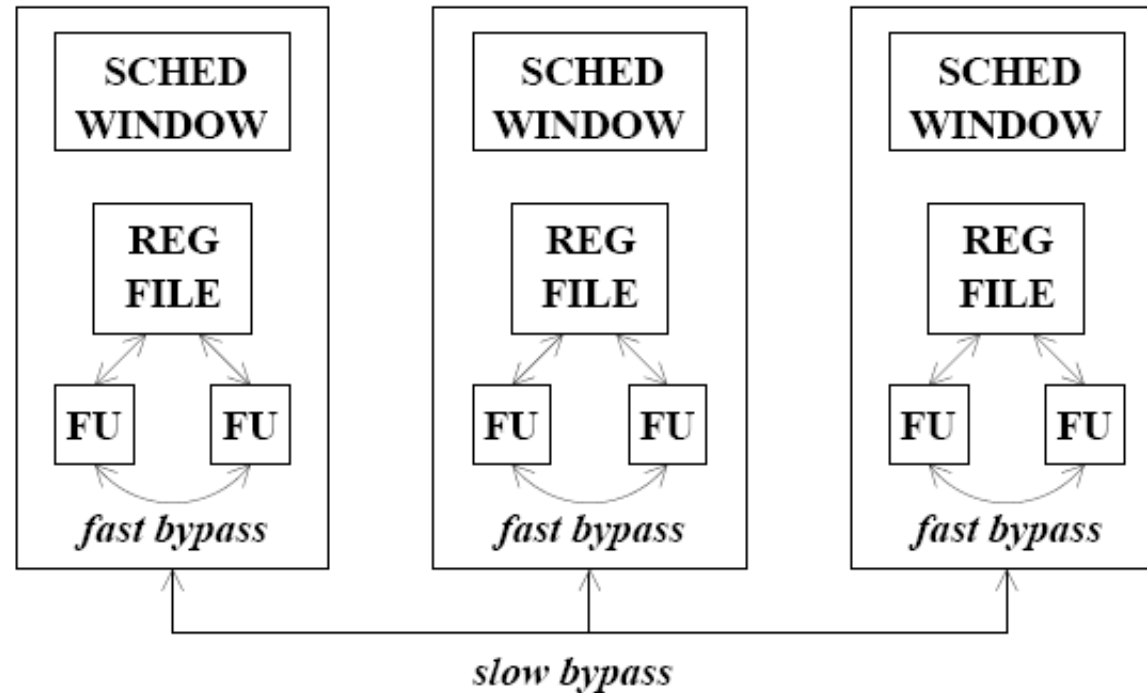 SCHED
WINDOW
REG
FILE
FU FU
fast bypass
SCHED
WINDOW
REG
FILE
FU FU
fast bypass
SCHED
WINDOW
REG
FILE
FU FU
fast bypass
slow bypass